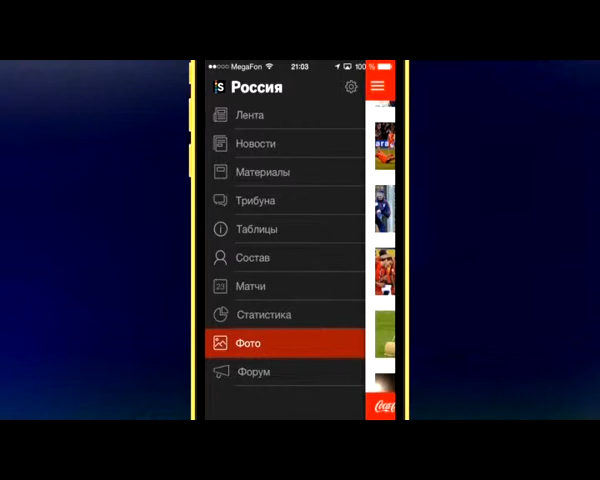 MegaFon 21:03 100 %
S Россия
Лента
Новости
Материалы
Трибуна
Таблицы
Состав
23 Матчи
Статистика
Фото
Форум